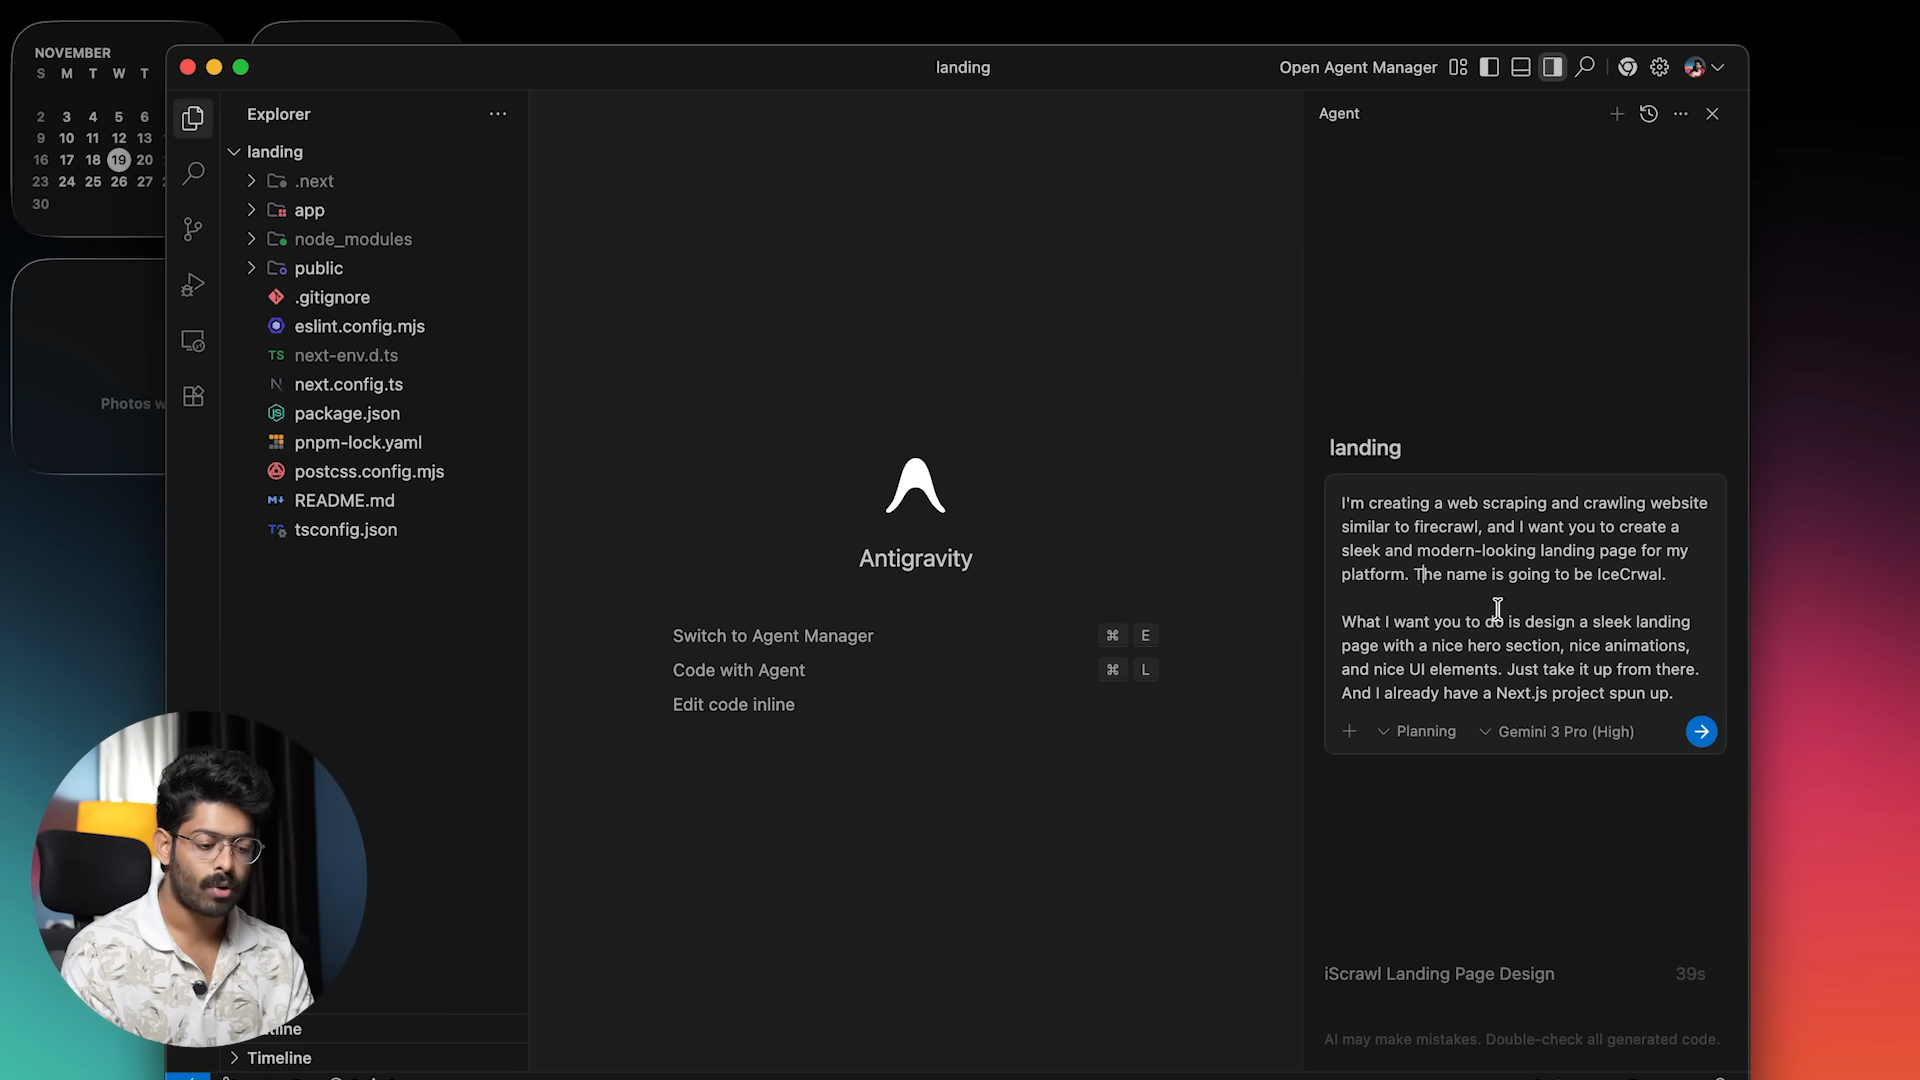 NOVEMBER
S M T W T
2 3 4 5 6
9 10 11 12 13
16 17 18 19 20
23 24 25 26 27
30
Photos
landing
Open Agent Manager
Explorer
landing
.next
app
node_modules
public
.gitignore
eslint.config.mjs
TS next-env.d.ts
N next.config.ts
package.json
pnpm-lock.yaml
postcss.config.mjs
README.md
tsconfig.json
Timeline
Antigravity
Switch to Agent Manager ⌘ E
Code with Agent ⌘ L
Edit code inline
Agent
landing
I'm creating a web scraping and crawling website
similar to firecrawl, and I want you to create a
sleek and modern-looking landing page for my
platform. The name is going to be IceCrwal.
What I want you to do is design a sleek landing
page with a nice hero section, nice animations,
and nice UI elements. Just take it up from there.
And I already have a Next.js project spun up.
Planning
Gemini 3 Pro (High)
iScrawl Landing Page Design 39s
AI may make mistakes. Double-check all generated code.